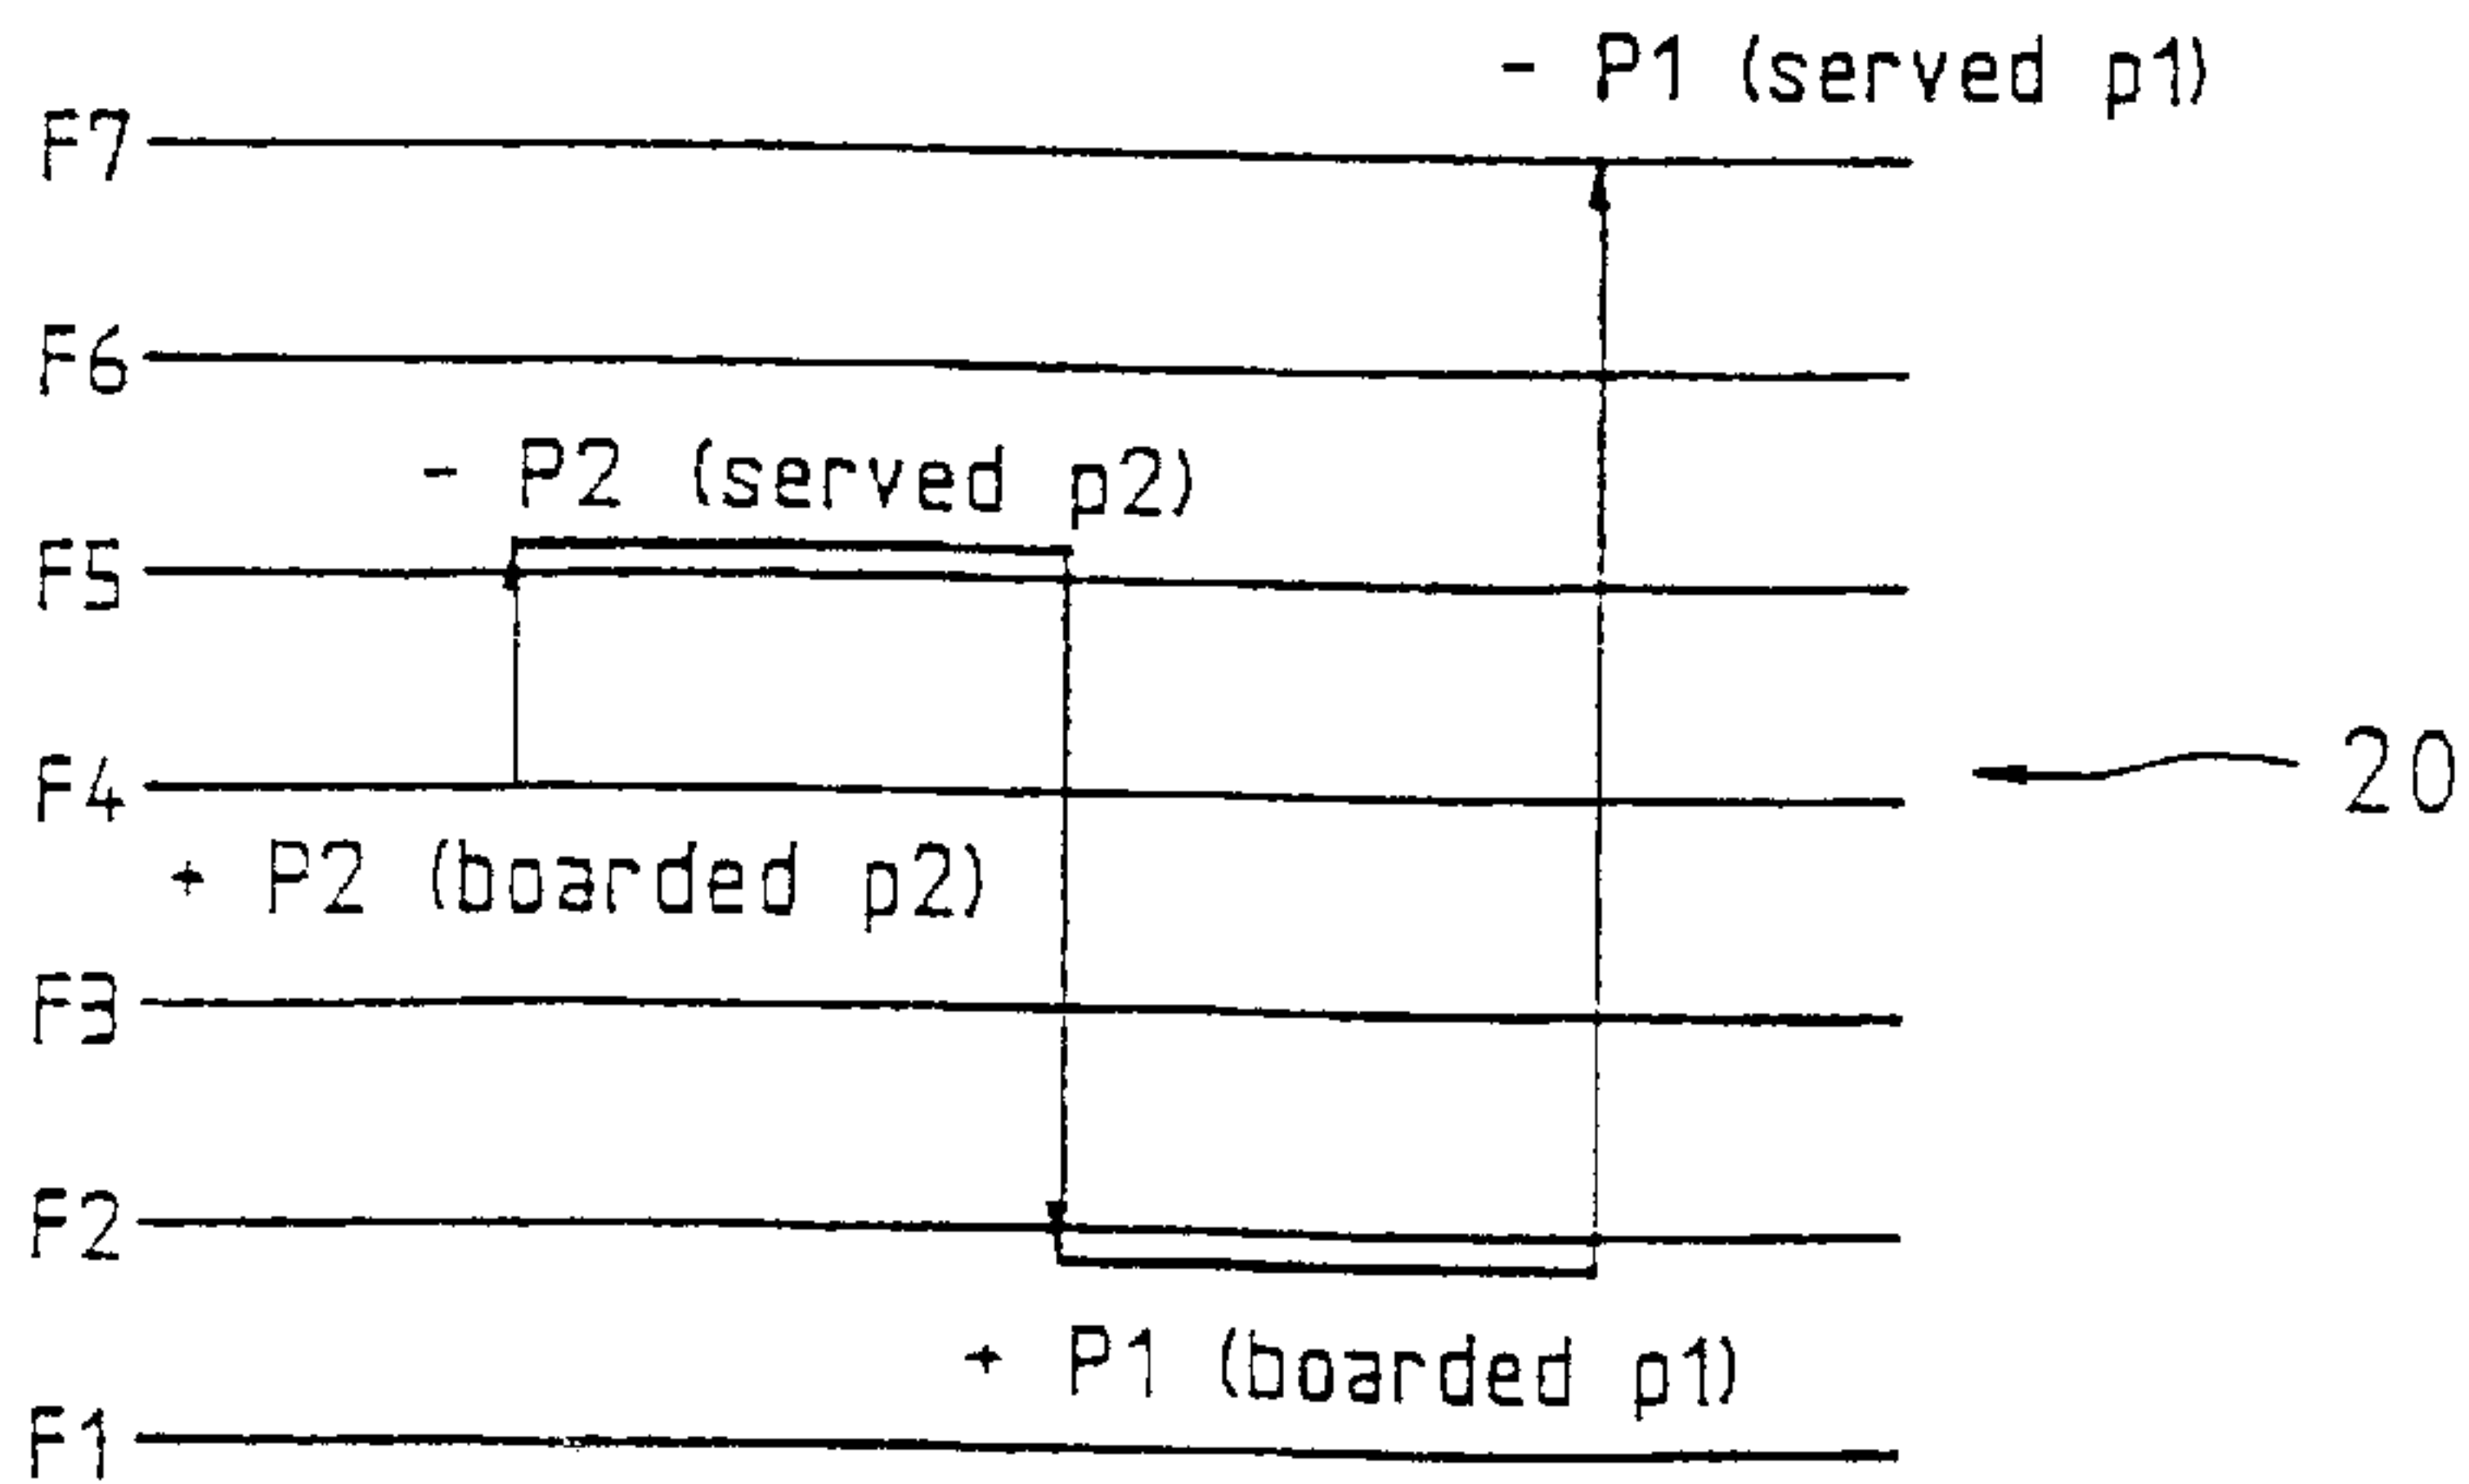 - P1 (served p1)
F7
F6
- P2 (served p2)
F5
F4
20
+ P2 (boarded p2)
F3
F2
+ P1 (boarded p1)
F1